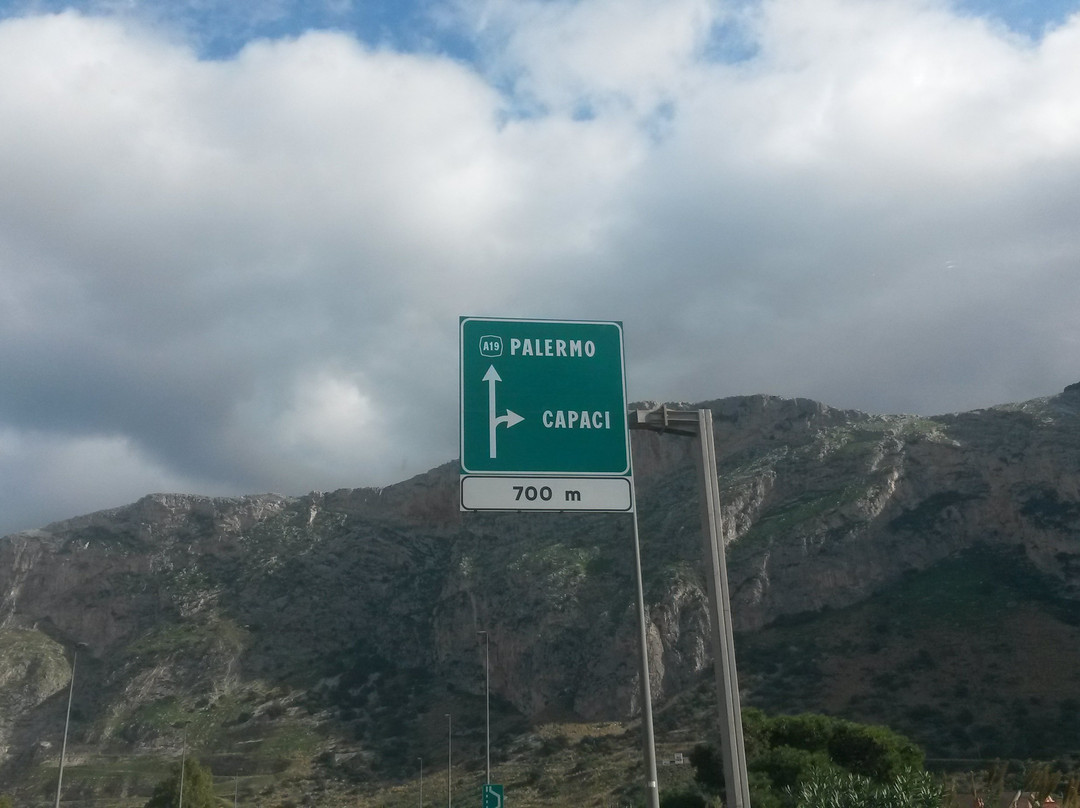 A19 PALERMO
CAPACI
700 m